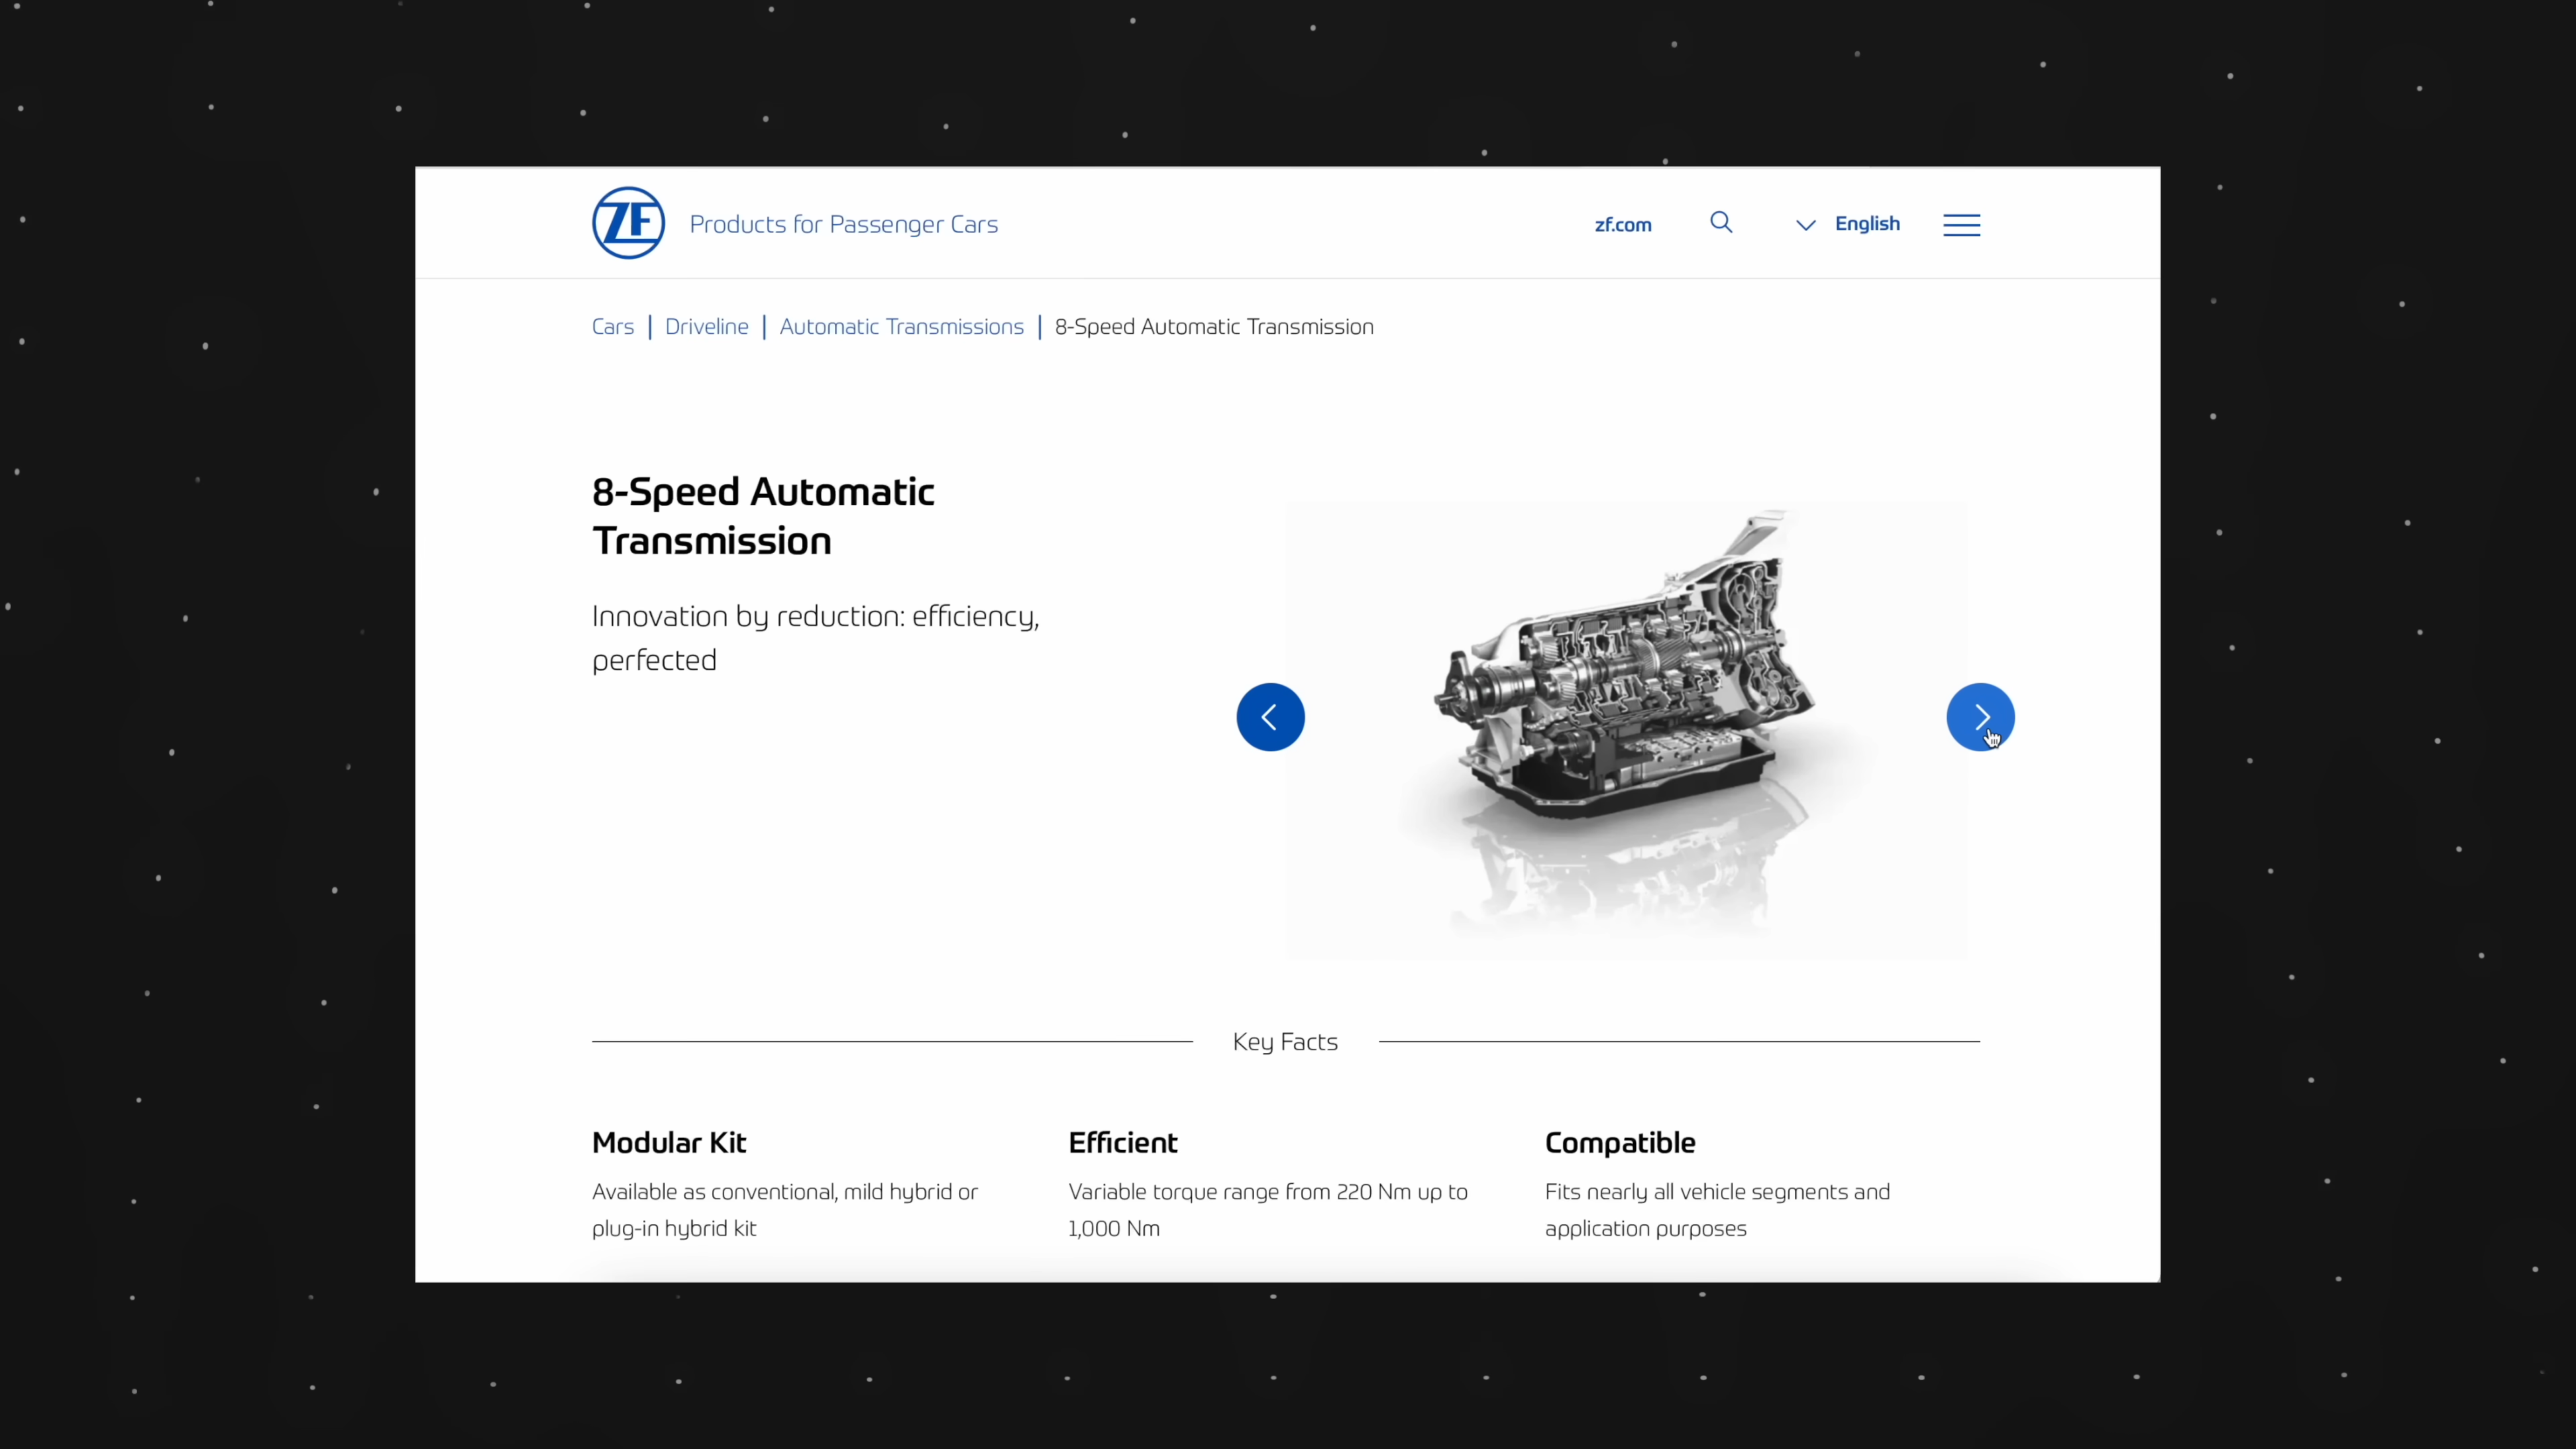 ZF
Products for Passenger Cars
zf.com
English
Cars | Driveline | Automatic Transmissions | 8-Speed Automatic Transmission
8-Speed Automatic
Transmission
Innovation by reduction: efficiency,
perfected
Key Facts
Modular Kit
Available as conventional, mild hybrid or
plug-in hybrid kit
Efficient
Variable torque range from 220 Nm up to
1,000 Nm
Compatible
Fits nearly all vehicle segments and
application purposes